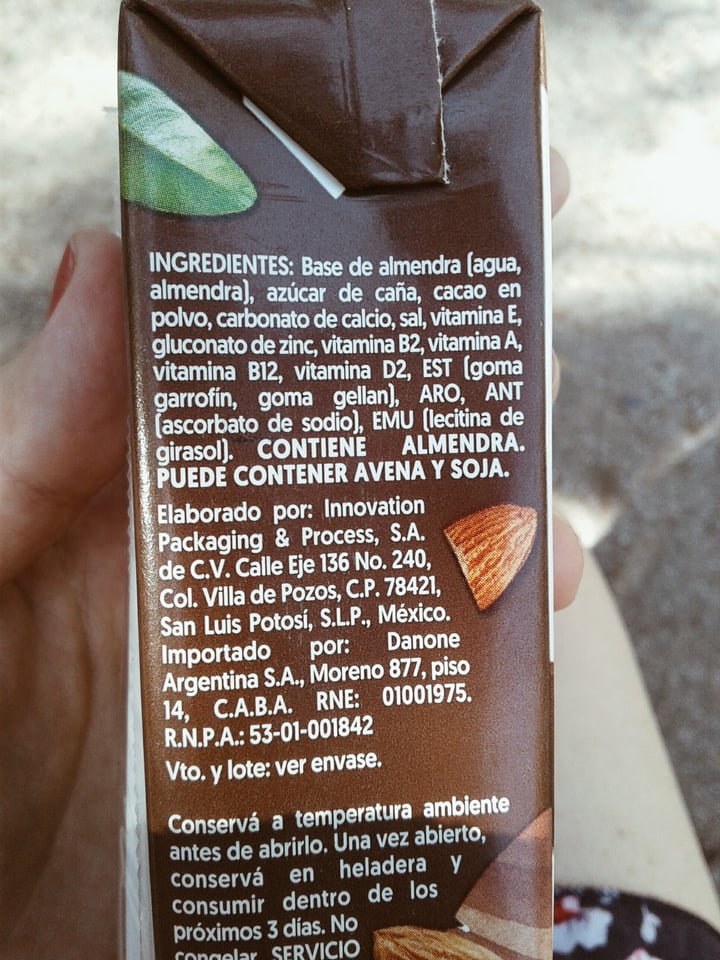 INGREDIENTES: Base de almendra (agua,
almendra), azúcar de caña, cacao en
polvo, carbonato de calcio, sal, vitamina E,
gluconato de zinc, vitamina B2, vitamina A,
vitamina B12, vitamina D2, EST (goma
garrofín, goma gellan), ARO, ANT
(ascorbato de sodio), EMU (lecitina de
girasol). CONTIENE ALMENDRA.
PUEDE CONTENER AVENA Y SOJA.
Elaborado por: Innovation
Packaging & Process, S.A.
de C.V. Calle Eje 136 No. 240,
Col. Villa de Pozos, C.P. 78421,
San Luis Potosí, S.L.P., México.
Importado por: Danone
Argentina S.A., Moreno 877, piso
14, C.A.B.A. RNE: 01001975.
R.N.P.A.: 53-01-001842
Vto. y lote: ver envase.
Conservá a temperatura ambiente
antes de abrirlo. Una vez abierto,
conservá en heladera y
consumir dentro de los
próximos 3 días. No
congelar. SERVICIO